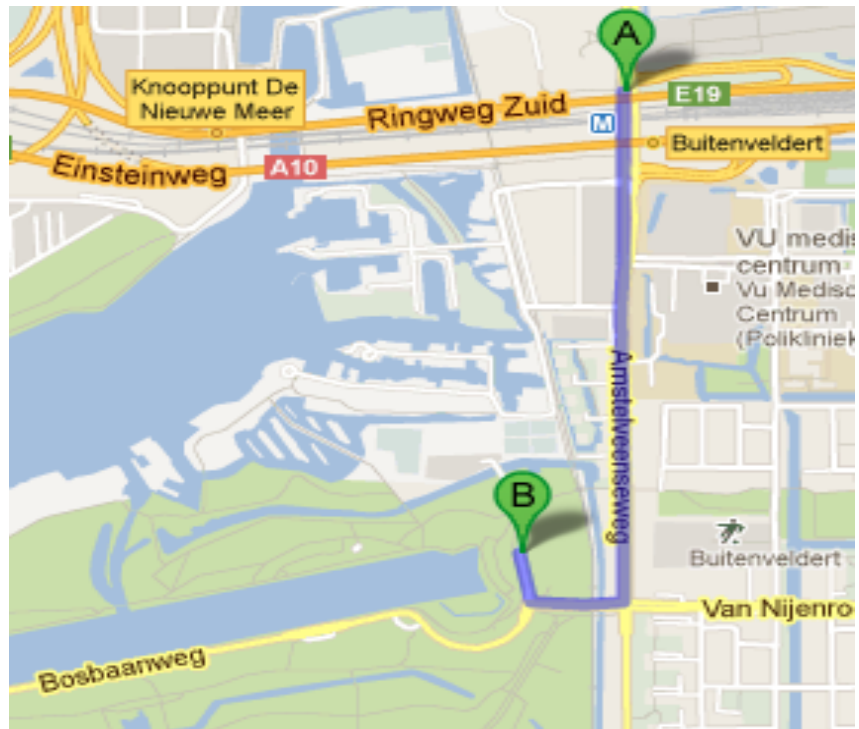 A
Knooppunt De
Nieuwe Meer
Ringweg Zuid
E19
M
Buitenveldert
Einsteinweg
A10
VU medis
centrum
Vu Medisc
Centrum
(Poliklinie
Amstelveenseweg
B
Buitenveldert
Van Nijenro
Bosbaanweg